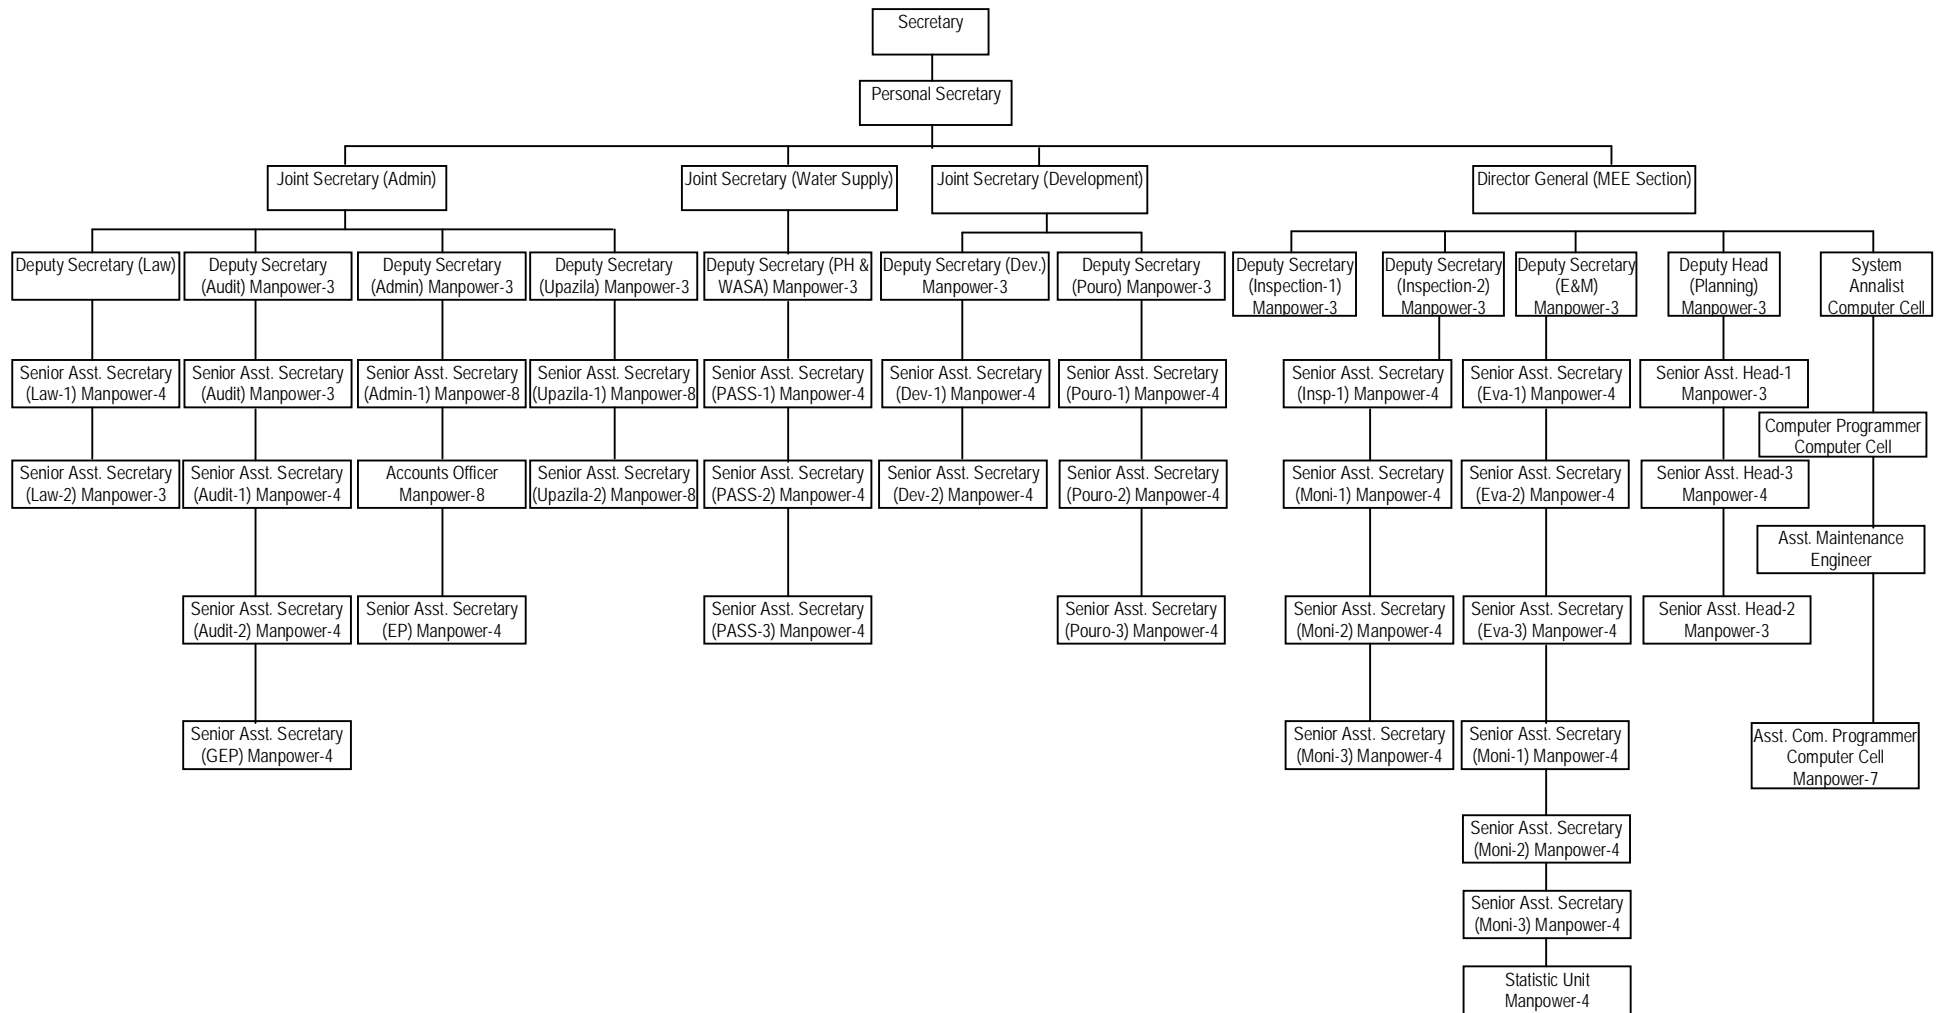 Secretary
Personal Secretary
Joint Secretary (Admin)
Joint Secretary (Water Supply)
Joint Secretary (Development)
Director General (MEE Section)
Deputy Secretary (Law)
Deputy Secretary
(Audit) Manpower-3
Deputy Secretary
(Admin) Manpower-3
Deputy Secretary
(Upazila) Manpower-3
Deputy Secretary (PH &
WASA) Manpower-3
Deputy Secretary (Dev.)
Manpower-3
Deputy Secretary
(Pouro) Manpower-3
Deputy Secretary
(Inspection-1)
Manpower-3
Deputy Secretary
(Inspection-2)
Manpower-3
Deputy Secretary
(E&M)
Manpower-3
Deputy Head
(Planning)
Manpower-3
System
Annalist
Computer Cell
Senior Asst. Secretary
(Law-1) Manpower-4
Senior Asst. Secretary
(Audit) Manpower-3
Senior Asst. Secretary
(Admin-1) Manpower-8
Senior Asst. Secretary
(Upazila-1) Manpower-8
Senior Asst. Secretary
(PASS-1) Manpower-4
Senior Asst. Secretary
(Dev-1) Manpower-4
Senior Asst. Secretary
(Pouro-1) Manpower-4
Senior Asst. Secretary
(Insp-1) Manpower-4
Senior Asst. Secretary
(Eva-1) Manpower-4
Senior Asst. Head-1
Manpower-3
Computer Programmer
Computer Cell
Senior Asst. Secretary
(Law-2) Manpower-3
Senior Asst. Secretary
(Audit-1) Manpower-4
Accounts Officer
Manpower-8
Senior Asst. Secretary
(Upazila-2) Manpower-8
Senior Asst. Secretary
(PASS-2) Manpower-4
Senior Asst. Secretary
(Dev-2) Manpower-4
Senior Asst. Secretary
(Pouro-2) Manpower-4
Senior Asst. Secretary
(Moni-1) Manpower-4
Senior Asst. Secretary
(Eva-2) Manpower-4
Senior Asst. Head-3
Manpower-4
Asst. Maintenance
Engineer
Senior Asst. Secretary
(Audit-2) Manpower-4
Senior Asst. Secretary
(EP) Manpower-4
Senior Asst. Secretary
(PASS-3) Manpower-4
Senior Asst. Secretary
(Pouro-3) Manpower-4
Senior Asst. Secretary
(Moni-2) Manpower-4
Senior Asst. Secretary
(Eva-3) Manpower-4
Senior Asst. Head-2
Manpower-3
Senior Asst. Secretary
(GEP) Manpower-4
Senior Asst. Secretary
(Moni-3) Manpower-4
Senior Asst. Secretary
(Moni-1) Manpower-4
Asst. Com. Programmer
Computer Cell
Manpower-7
Senior Asst. Secretary
(Moni-2) Manpower-4
Senior Asst. Secretary
(Moni-3) Manpower-4
Statistic Unit
Manpower-4